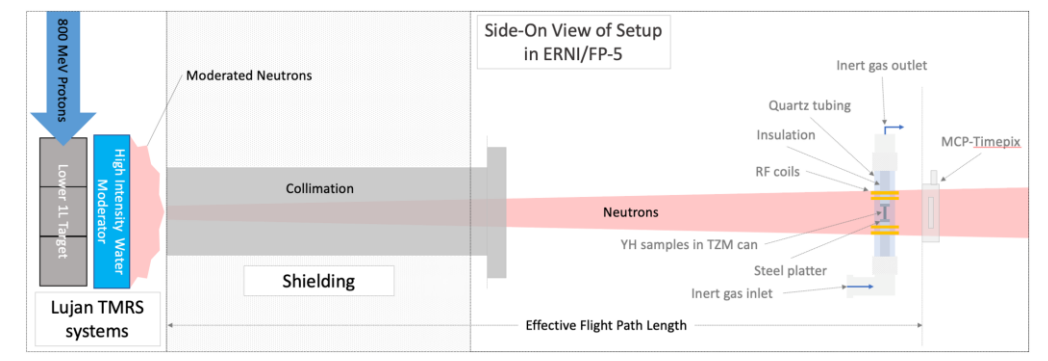 800 MeV Protons
Side-On View of Setup
in ERNI/FP-5
Moderated Neutrons
Inert gas outlet
Quartz tubing
Insulation
MCP-Timepix
RF coils
Lower 1L Target
High Intensity Water
Moderator
Collimation
Neutrons
YH samples in TZM can
Steel platter
Shielding
Inert gas inlet
Lujan TMRS
systems
Effective Flight Path Length